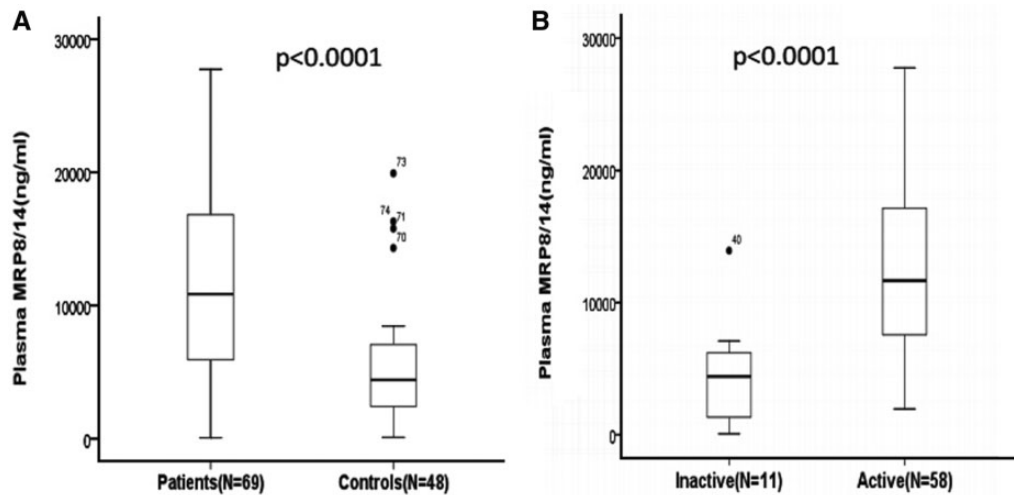 A
Plasma MRP8/14(ng/ml)
30000
20000
10000
0
p<0.0001
73
74 71
70
Patients(N=69) Controls(N=48)
B
Plasma MRP8/14(ng/ml)
30000
20000
10000
0
p<0.0001
40
Inactive(N=11) Active(N=58)